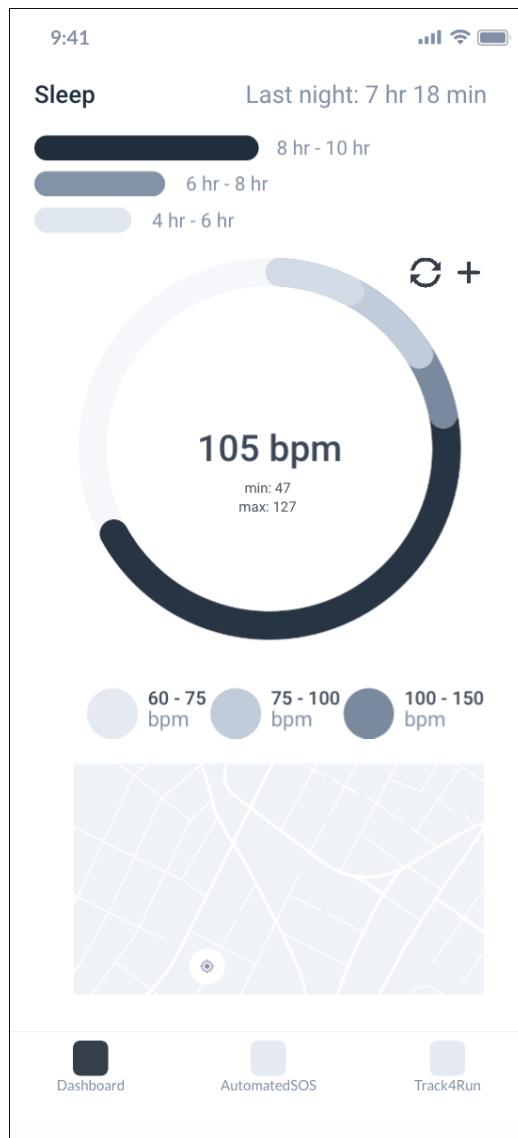 9:41
Sleep
Last night: 7 hr 18 min
8 hr - 10 hr
6 hr - 8 hr
4 hr - 6 hr
105 bpm
min: 47
max: 127
60 - 75
bpm
75 - 100
bpm
100 - 150
bpm
Dashboard
AutomatedSOS
Track4Run